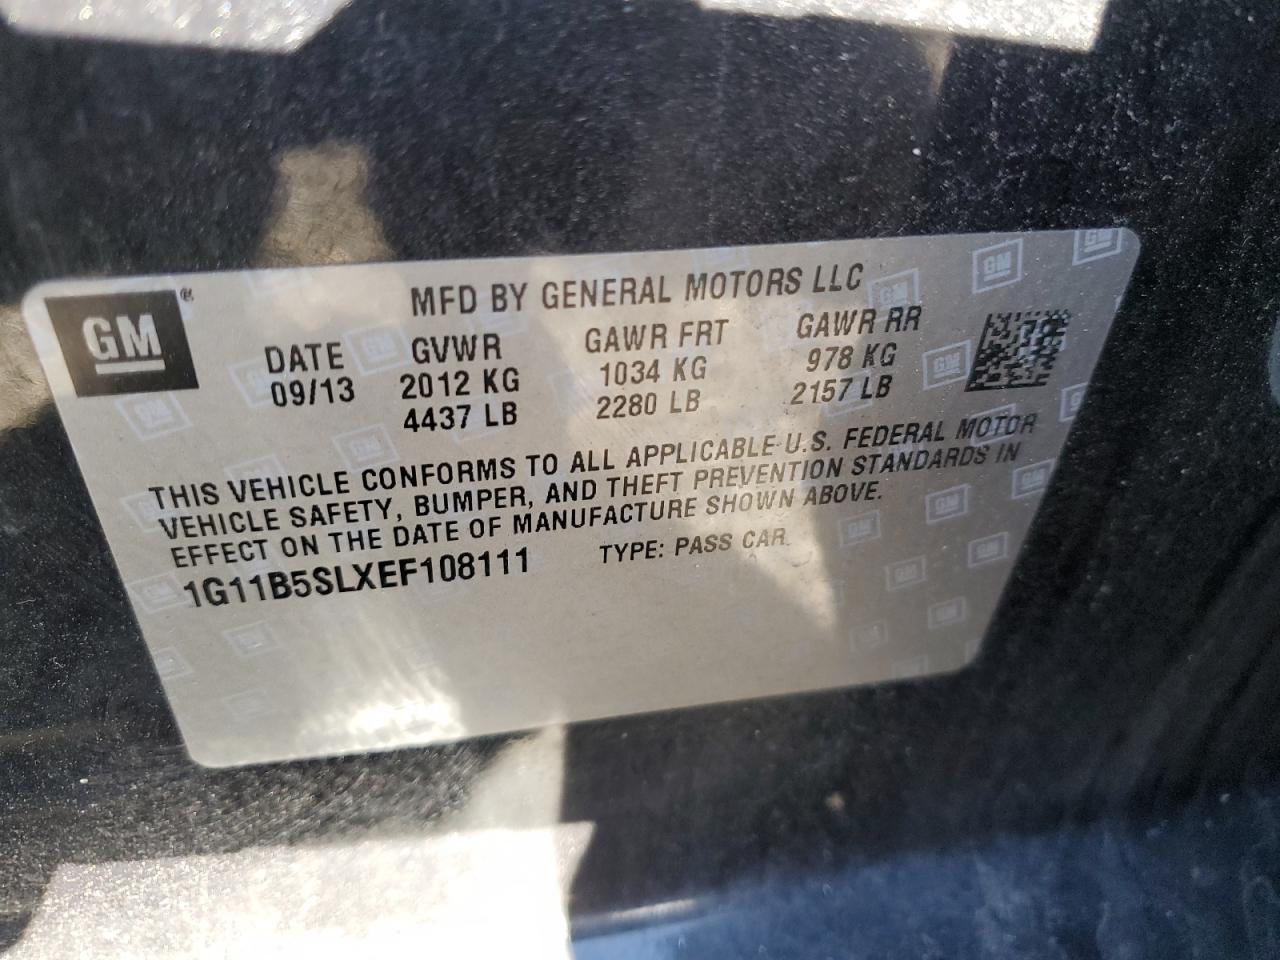 GM®
MFD BY GENERAL MOTORS LLC
DATE GVWR GAWR FRT GAWR RR
09/13 2012 KG 1034 KG 978 KG
4437 LB 2280 LB 2157 LB
THIS VEHICLE CONFORMS TO ALL APPLICABLE U.S. FEDERAL MOTOR
VEHICLE SAFETY, BUMPER, AND THEFT PREVENTION STANDARDS IN
EFFECT ON THE DATE OF MANUFACTURE SHOWN ABOVE.
1G11B5SLXEF108111 TYPE: PASS CAR